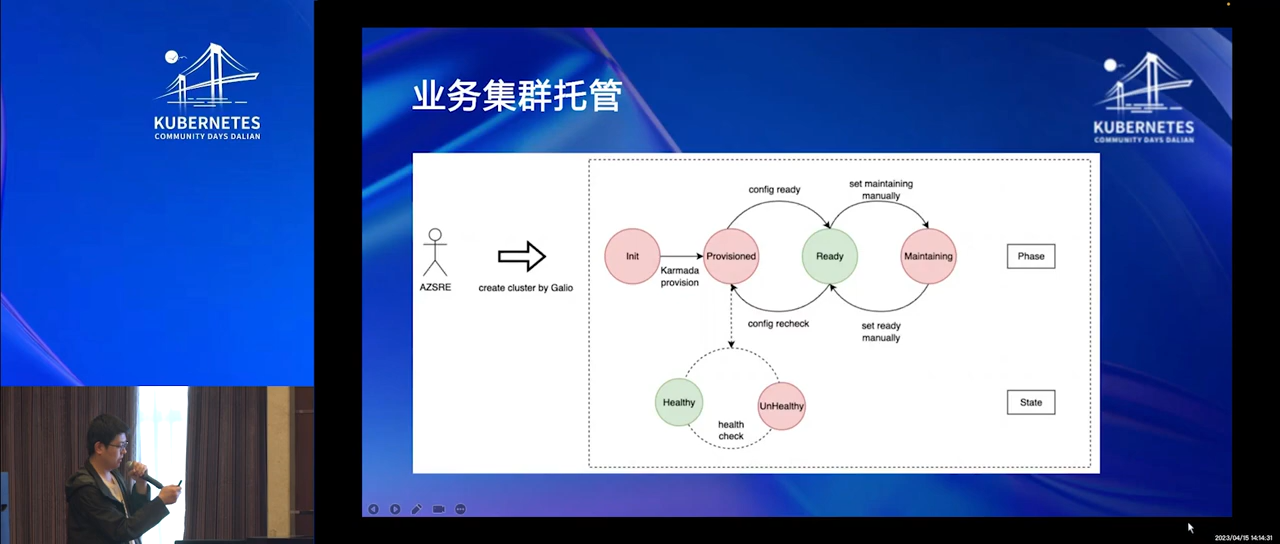 KUBERNETES
COMMUNITY DAYS DALIAN
业务集群托管
KUBERNETES
COMMUNITY DAYS DALIAN
config ready
set maintaining
manually
AZSRE
create cluster by Galio
Init
Karmada
provision
Provisioned
Ready
Maintaining
Phase
config recheck
set ready
manually
Healthy
UnHealthy
health
check
State
2023/04/15 14:14:31